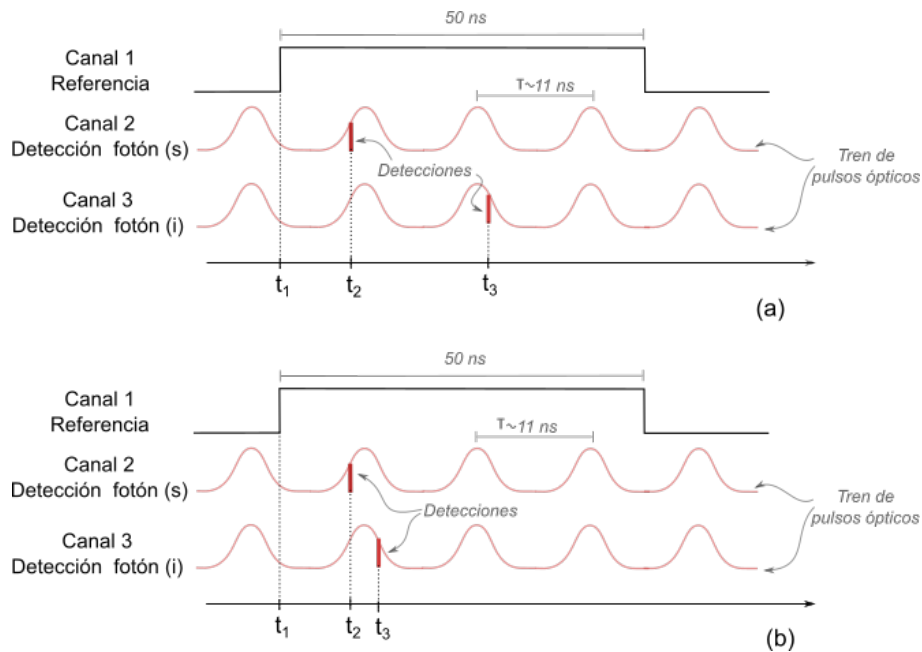 50 ns
Canal 1
Referencia
T~11 ns
Canal 2
Detección fotón (s)
Detecciones
Tren de
pulsos ópticos
Canal 3
Detección fotón (i)
t1 t2 t3
(a)
50 ns
Canal 1
Referencia
T~11 ns
Canal 2
Detección fotón (s)
Detecciones
Tren de
pulsos ópticos
Canal 3
Detección fotón (i)
t1 t2 t3
(b)